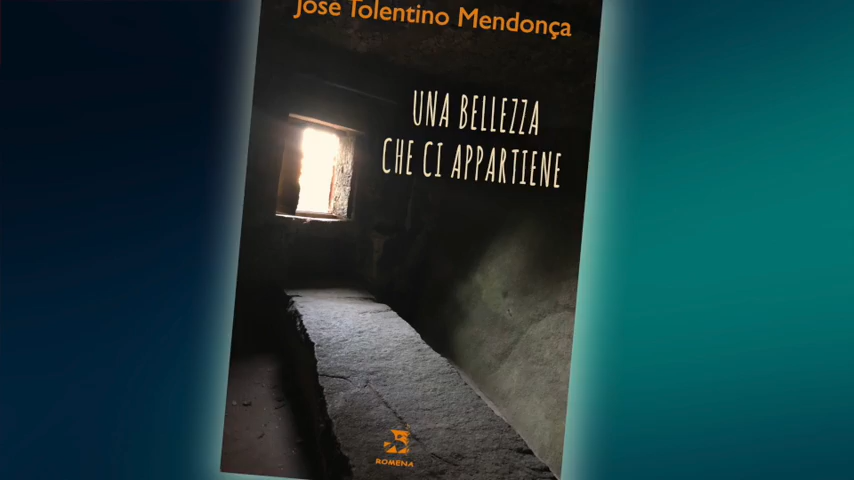 José Tolentino Mendonça
UNA BELLEZZA
CHE CI APPARTIENE
ROMENA